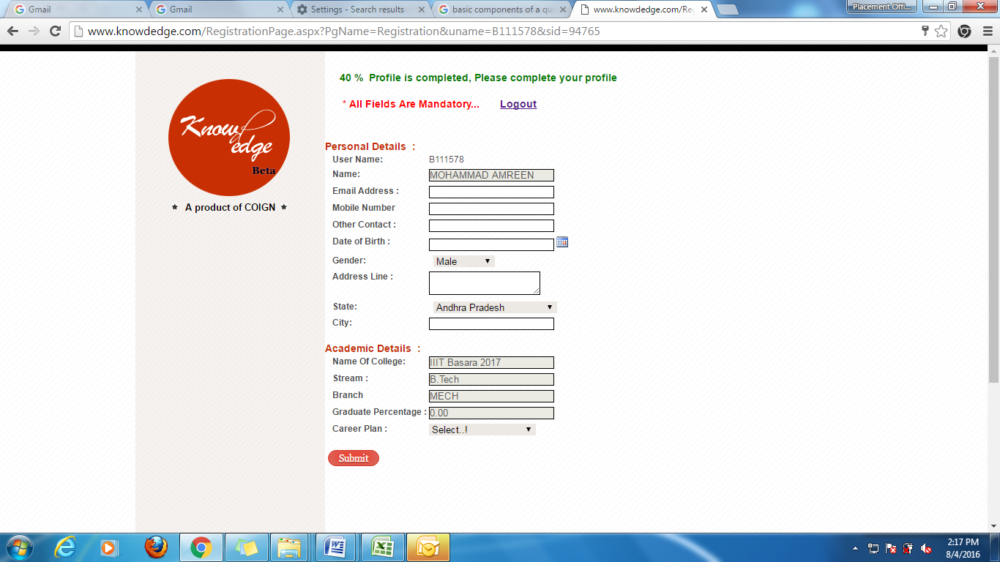 Gmail
Gmail
Settings - Search results
basic components of a qu
www.knowdedge.com/Re
Placement Offi...
www.knowdedge.com/RegistrationPage.aspx?PgName=Registration&uname=B111578&sid=94765
40 % Profile is completed, Please complete your profile
* All Fields Are Mandatory... Logout
Know
edge
Beta
A product of COIGN
Personal Details :
User Name: B111578
Name: MOHAMMAD AMREEN
Email Address :
Mobile Number
Other Contact :
Date of Birth :
Gender: Male
Address Line :
State: Andhra Pradesh
City:
Academic Details :
Name Of College: IIIT Basara 2017
Stream : B.Tech
Branch MECH
Graduate Percentage : 0.00
Career Plan : Select..!
Submit
2:17 PM
8/4/2016